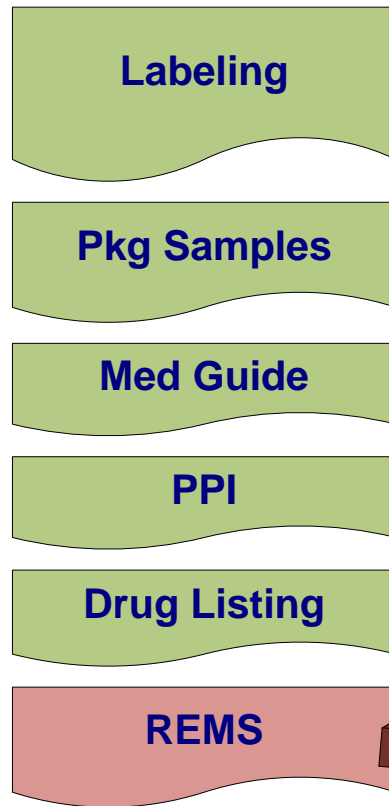 Labeling
Pkg Samples
Med Guide
PPI
Drug Listing
REMS